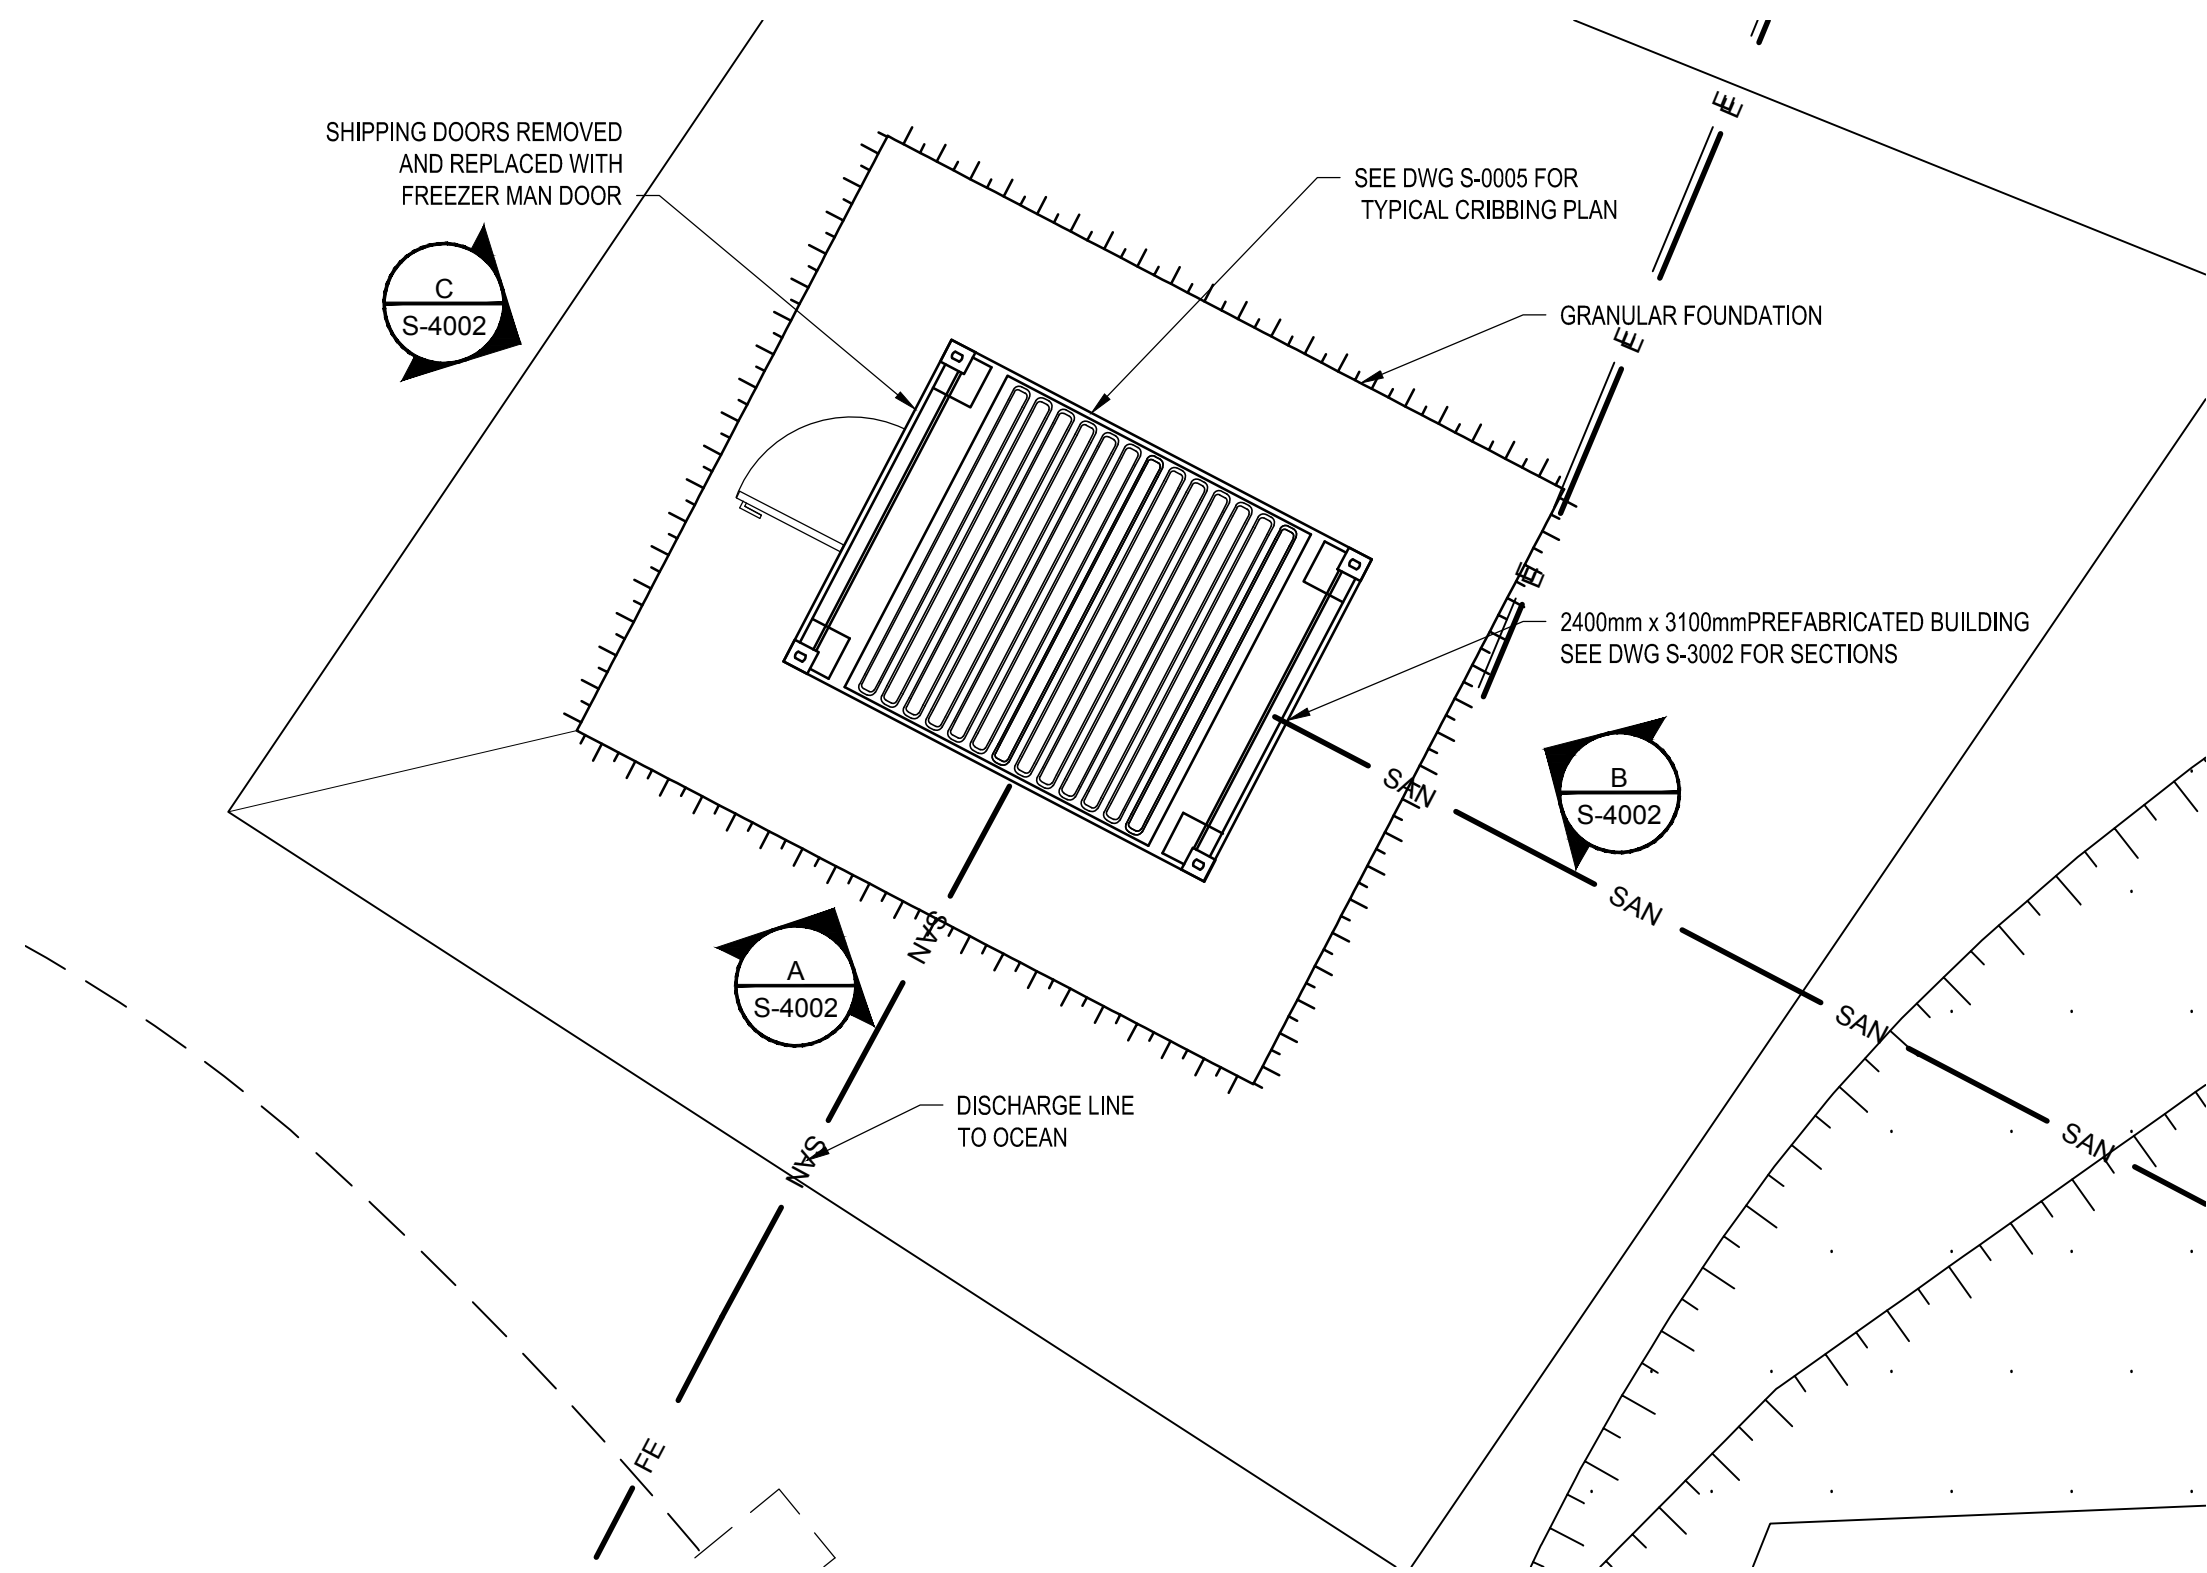 E
SHIPPING DOORS REMOVED
AND REPLACED WITH
FREEZER MAN DOOR
SEE DWG S-0005 FOR
TYPICAL CRIBBING PLAN
C
S-4002
GRANULAR FOUNDATION
E
E
2400mm x 3100mmPREFABRICATED BUILDING
SEE DWG S-3002 FOR SECTIONS
SAN
B
S-4002
SAN
SAN
A
S-4002
SAN
DISCHARGE LINE
TO OCEAN
SAN
SAN
FE